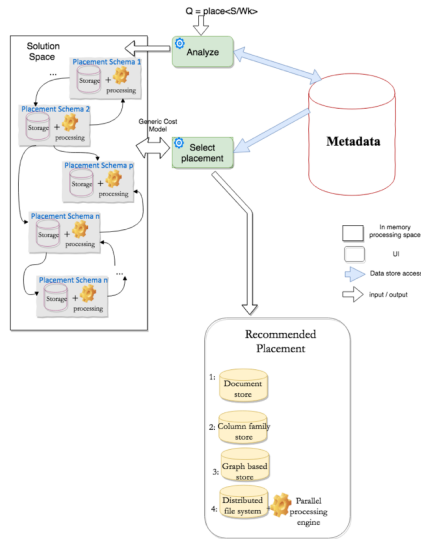 Q = place<S/Wk>
Solution
Space
Analyze
Placement Schema 1
...
Storage
+
processing
Placement Schema 2
Storage
+
processing
Generic Cost
Model
Select
placement
Metadata
Placement Schema p
Storage
+
processing
Placement Schema n
Storage
+
processing
...
Placement Schema n
Storage
+
processing
In memory
processing space
UI
Data store access
input / output
Recommended
Placement
1:
Document
store
2:
Column family
store
3:
Graph based
store
4:
Distributed
file system
+
Parallel
processing
engine